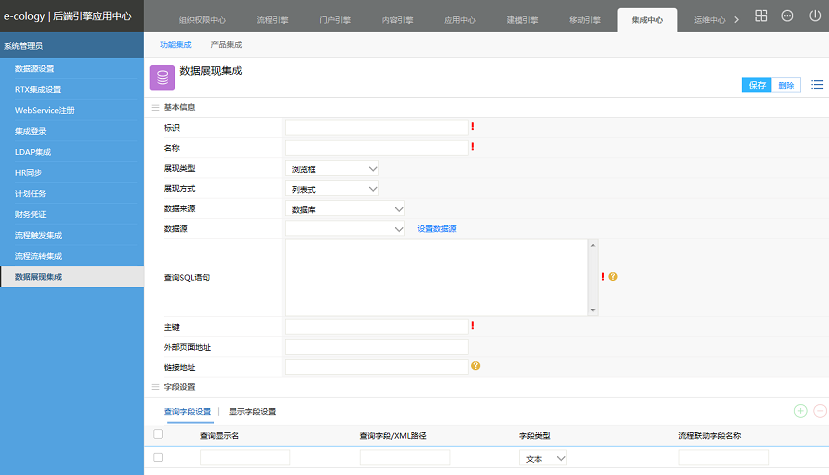 e-cology | 后端引擎应用中心
组织权限中心 流程引擎 门户引擎 内容引擎 应用中心 建模引擎 移动引擎 集成中心 运维中心
系统管理员
功能集成 产品集成
数据源设置
RTX集成设置
WebService注册
集成登录
LDAP集成
HR同步
计划任务
财务凭证
流程触发集成
流程流转集成
数据展现集成
数据展现集成
保存 删除
基本信息
标识 !
名称 !
展现类型 浏览框
展现方式 列表式
数据来源 数据库
数据源 设置数据源
查询SQL语句 ! ?
主键 !
外部页面地址
链接地址 ?
字段设置
查询字段设置 | 显示字段设置
查询显示名 查询字段/XML路径 字段类型 流程联动字段名称
文本